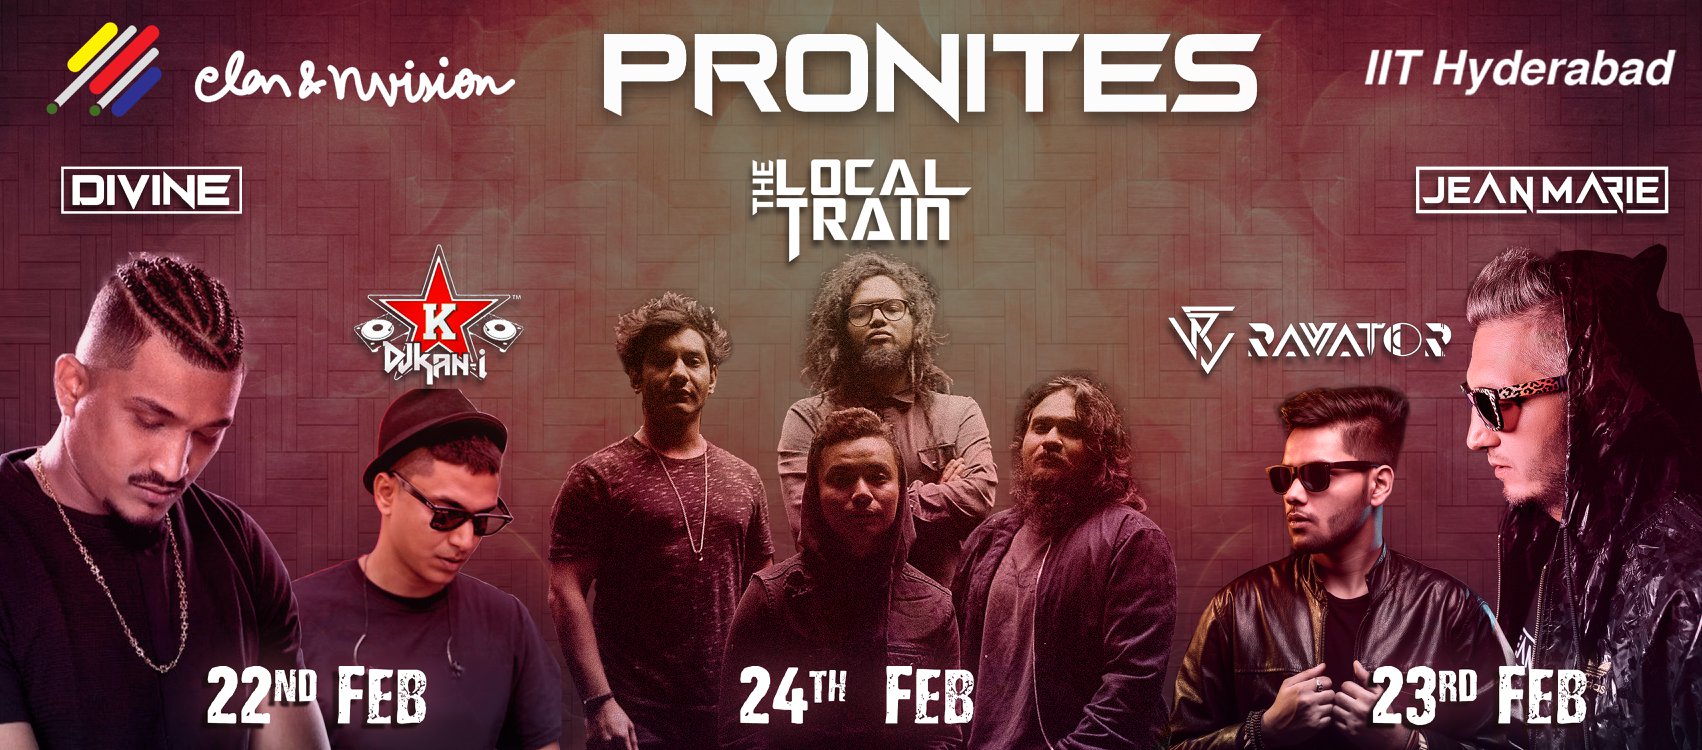 elan & nvision
PRONITES
IIT Hyderabad
DIVINE
THE LOCAL
TRAIN
JEAN MARIE
K
™
DJ KAN-i
RAVATOR
22ND FEB
24TH FEB
23RD FEB